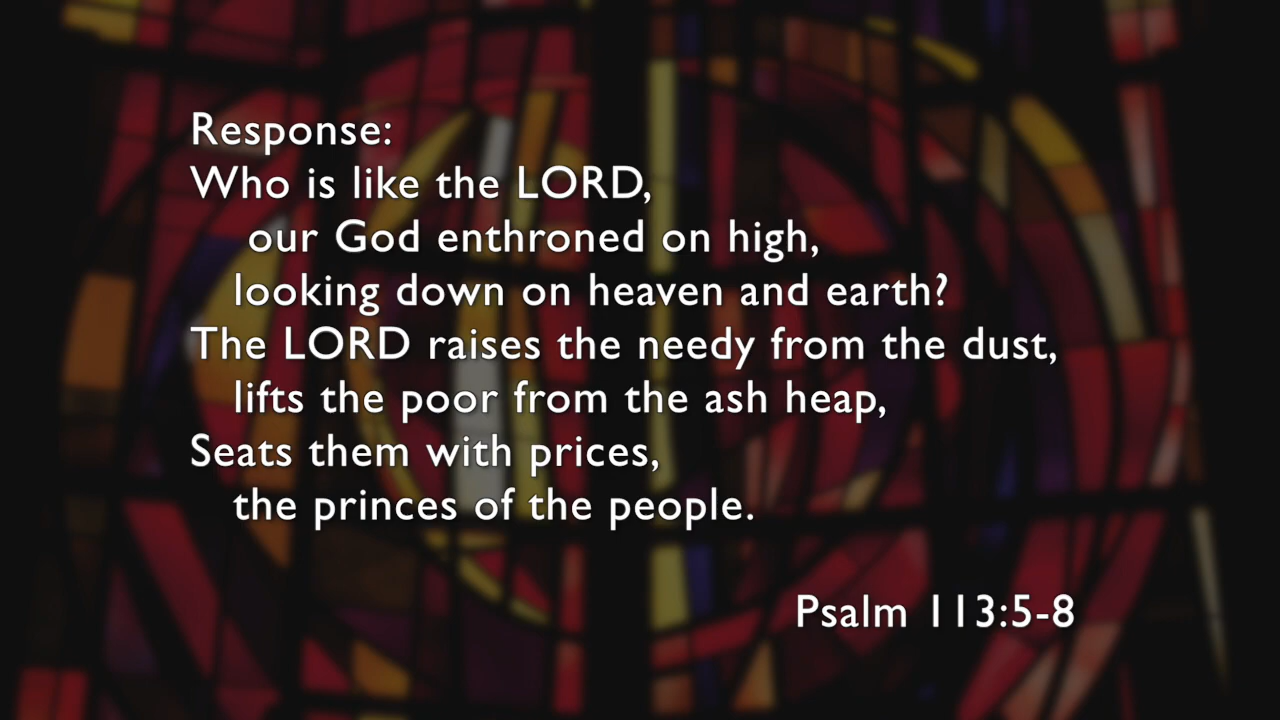 Response:
Who is like the LORD,
our God enthroned on high,
looking down on heaven and earth?
The LORD raises the needy from the dust,
lifts the poor from the ash heap,
Seats them with prices,
the princes of the people.
Psalm 113:5-8